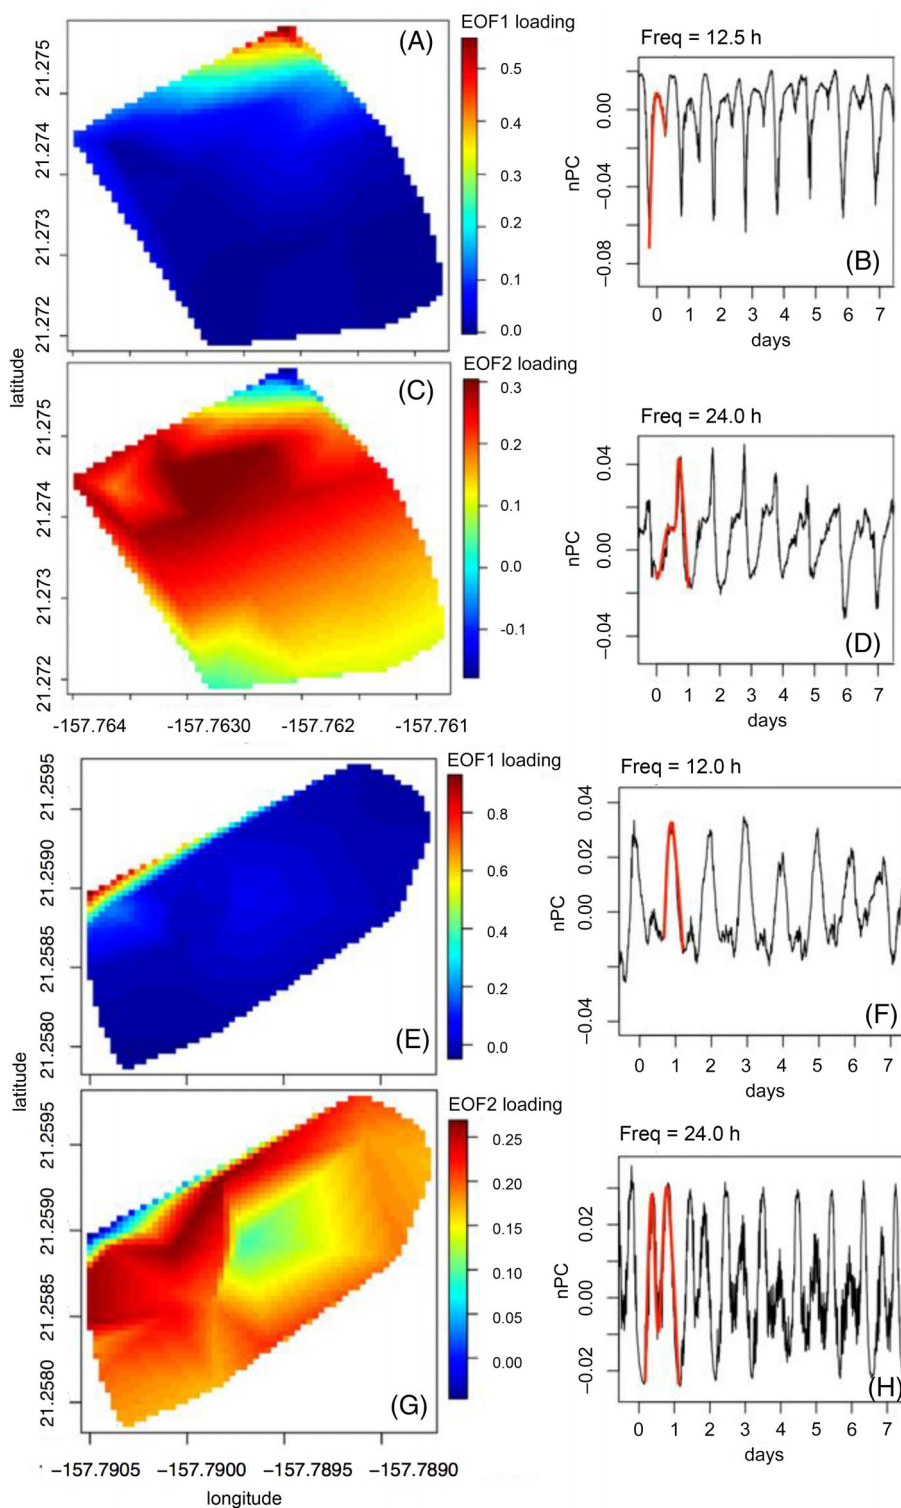 EOF1 loading
(A)
0.5
0.4
0.3
0.2
0.1
0.0
21.275
21.274
21.273
21.272
Freq = 12.5 h
0.00
−0.04
−0.08
nPC
(B)
0 1 2 3 4 5 6 7
days
latitude
EOF2 loading
(C)
0.3
0.2
0.1
0.0
-0.1
21.275
21.274
21.273
21.272
-157.764 -157.7630 -157.762 -157.761
Freq = 24.0 h
0.04
0.00
−0.04
nPC
(D)
0 1 2 3 4 5 6 7
days
EOF1 loading
(E)
0.8
0.6
0.4
0.2
0.0
21.2595
21.2590
21.2585
21.2580
Freq = 12.0 h
0.04
0.02
0.00
−0.04
nPC
(F)
0 1 2 3 4 5 6 7
days
latitude
EOF2 loading
(G)
0.25
0.20
0.15
0.10
0.05
0.00
21.2595
21.2590
21.2585
21.2580
−157.7905 −157.7900 −157.7895 −157.7890
longitude
Freq = 24.0 h
0.02
0.00
−0.02
nPC
(H)
0 1 2 3 4 5 6 7
days